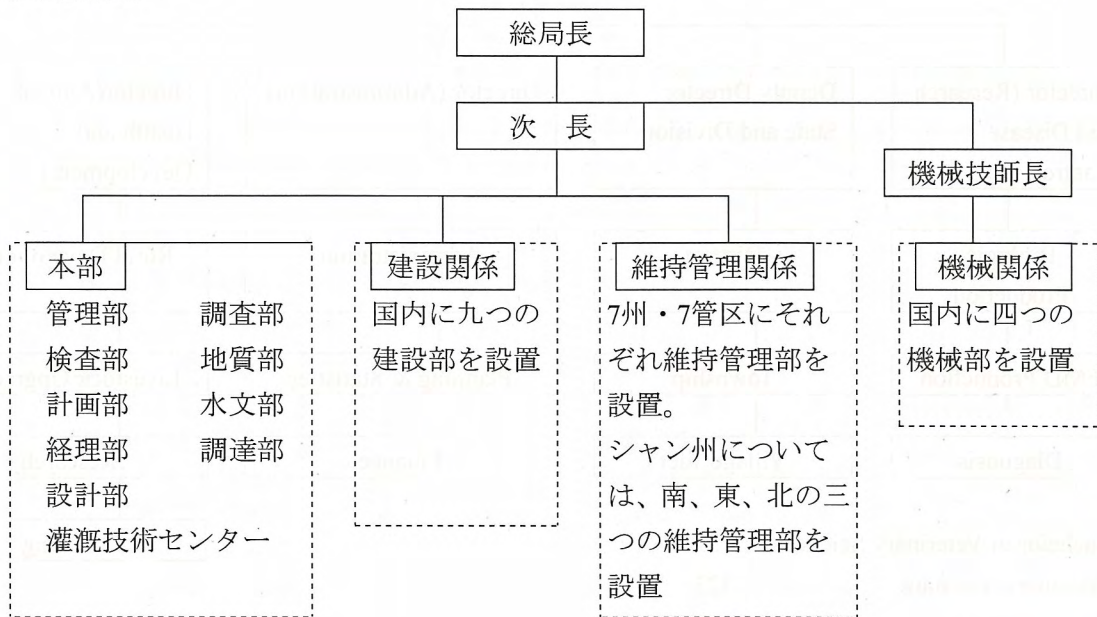 総局長
次　長
機械技師長
本部
管理部　調査部
検査部　地質部
計画部　水文部
経理部　調達部
設計部
灌漑技術センター
建設関係
国内に九つの
建設部を設置
維持管理関係
7州・7管区にそれ
ぞれ維持管理部を
設置。
シャン州について
は、南、東、北の三
つの維持管理部を
設置
機械関係
国内に四つの
機械部を設置